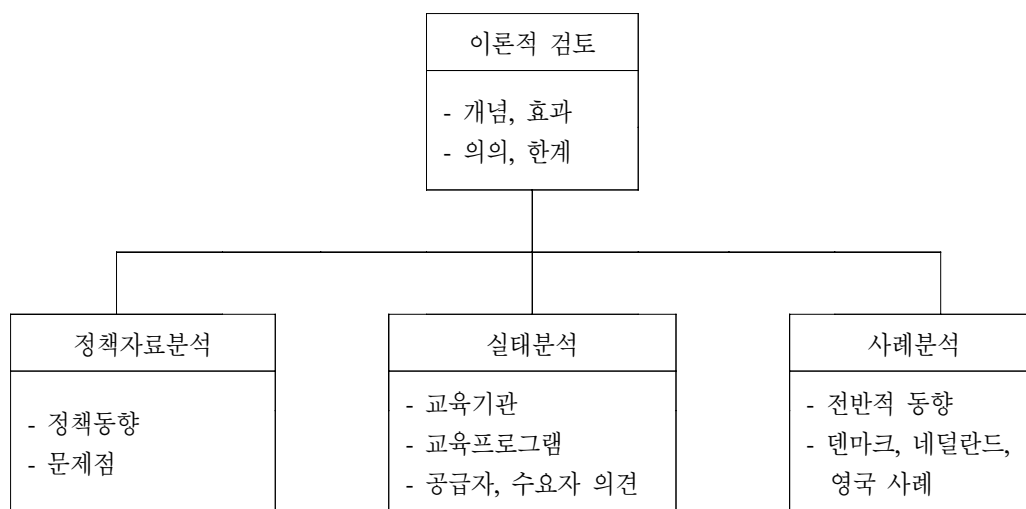 이론적 검토
- 개념, 효과
- 의의, 한계
정책자료분석
- 정책동향
- 문제점
실태분석
- 교육기관
- 교육프로그램
- 공급자, 수요자 의견
사례분석
- 전반적 동향
- 덴마크, 네덜란드,
영국 사례